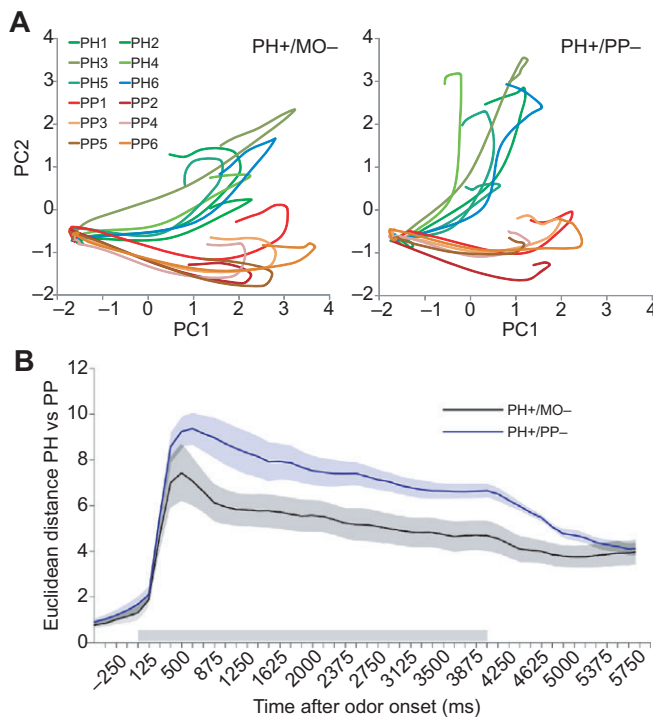 A
PH+/MO–
PH+/PP–
PH1 PH2
PH3 PH4
PH5 PH6
PP1 PP2
PP3 PP4
PP5 PP6
PC2
4
3
2
1
0
–1
–2
–2 –1 0 1 2 3 4
PC1
4
3
2
1
0
–1
–2
–2 –1 0 1 2 3 4
PC1
B
Euclidean distance PH vs PP
12
10
8
6
4
2
0
PH+/MO–
PH+/PP–
–250 125 500 875 1250 1625 2000 2375 2750 3125 3500 3875 4250 4625 5000 5375 5750
Time after odor onset (ms)